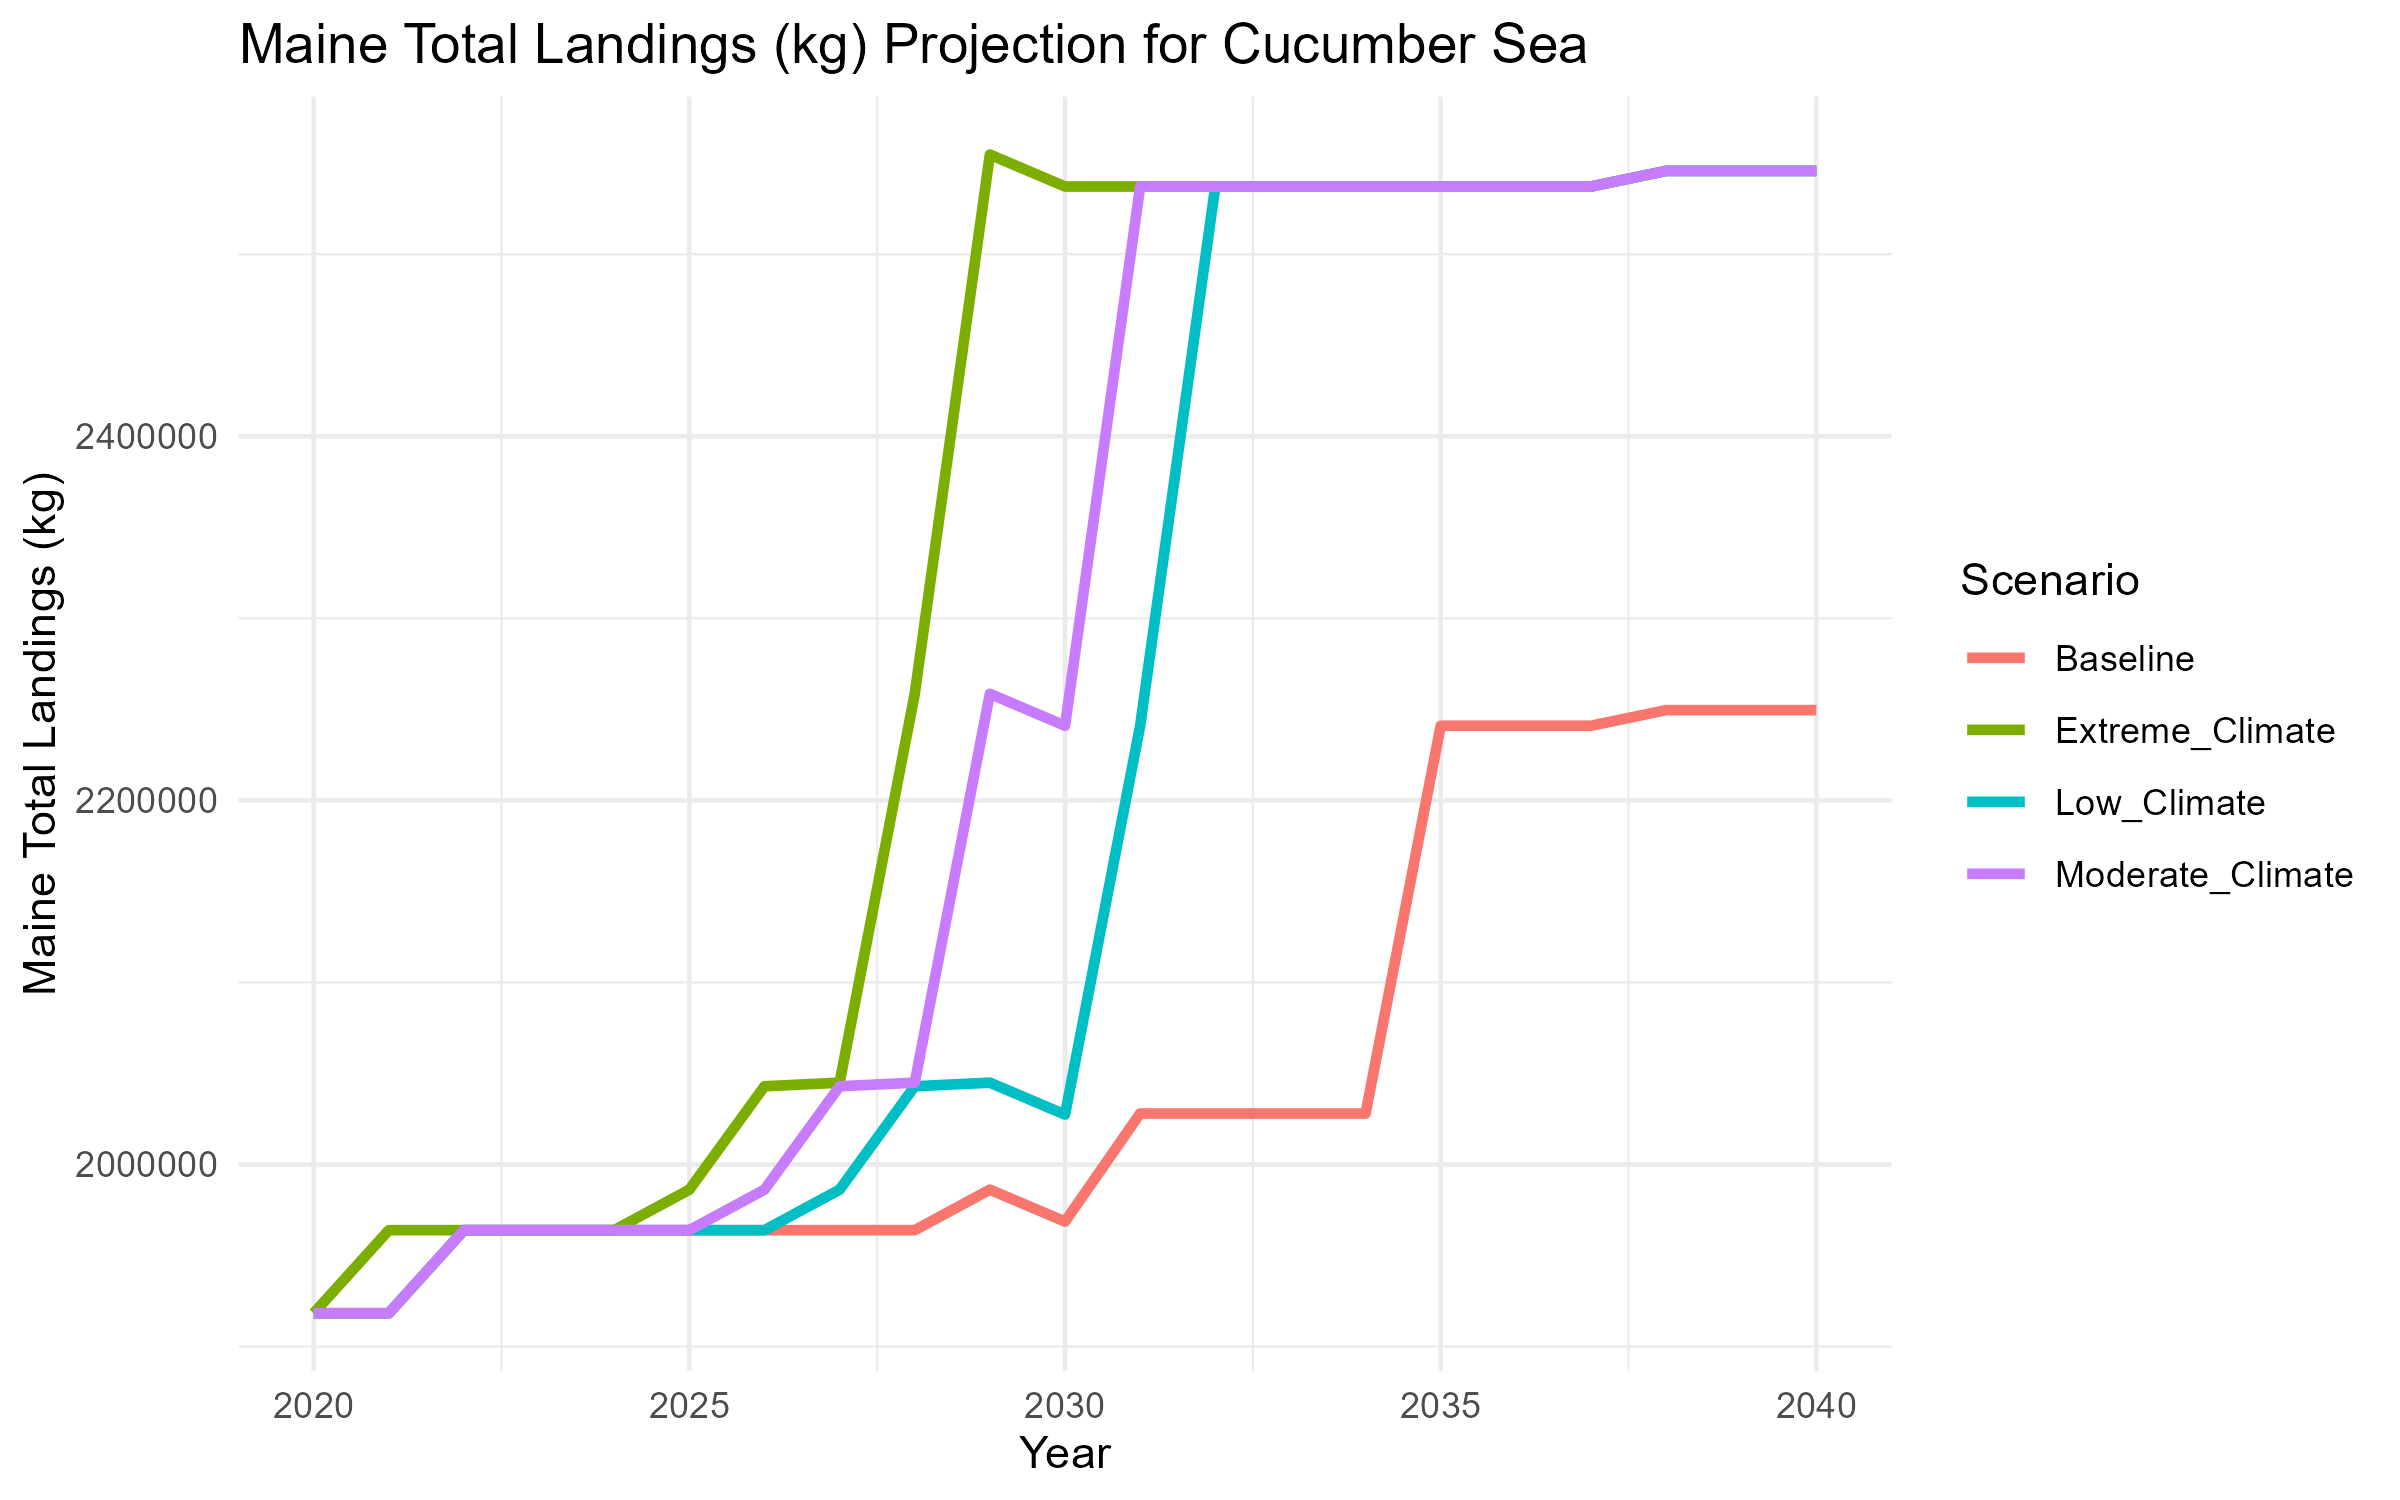 Maine Total Landings (kg) Projection for Cucumber Sea
Maine Total Landings (kg)
2400000
2200000
2000000
2020
2025
2030
2035
2040
Year
Scenario
Baseline
Extreme_Climate
Low_Climate
Moderate_Climate